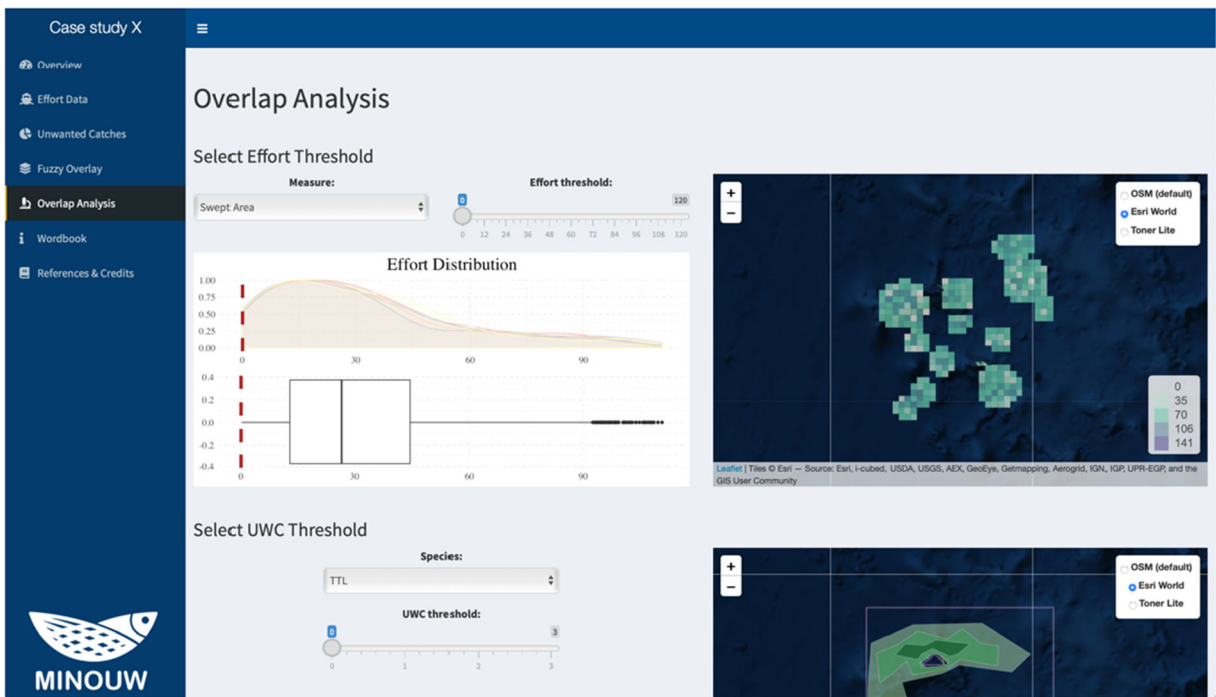 Case study X
Overview
Effort Data
Unwanted Catches
Fuzzy Overlay
Overlap Analysis
Wordbook
References & Credits
MINOUW
Overlap Analysis
Select Effort Threshold
Measure:
Swept Area
Effort threshold:
0 120
0 12 24 36 48 60 72 84 96 108 120
Effort Distribution
1.00
0.75
0.50
0.25
0.00
0 30 60 90
0.4
0.2
0.0
-0.2
-0.4
0 30 60 90
+
−
OSM (default)
Esri World
Toner Lite
0
35
70
106
141
Leaflet | Tiles © Esri — Source: Esri, i-cubed, USDA, USGS, AEX, GeoEye, Getmapping, Aerogrid, IGN, IGP, UPR-EGP, and the
GIS User Community
Select UWC Threshold
Species:
TTL
UWC threshold:
0 3
0 1 2 3
+
−
OSM (default)
Esri World
Toner Lite